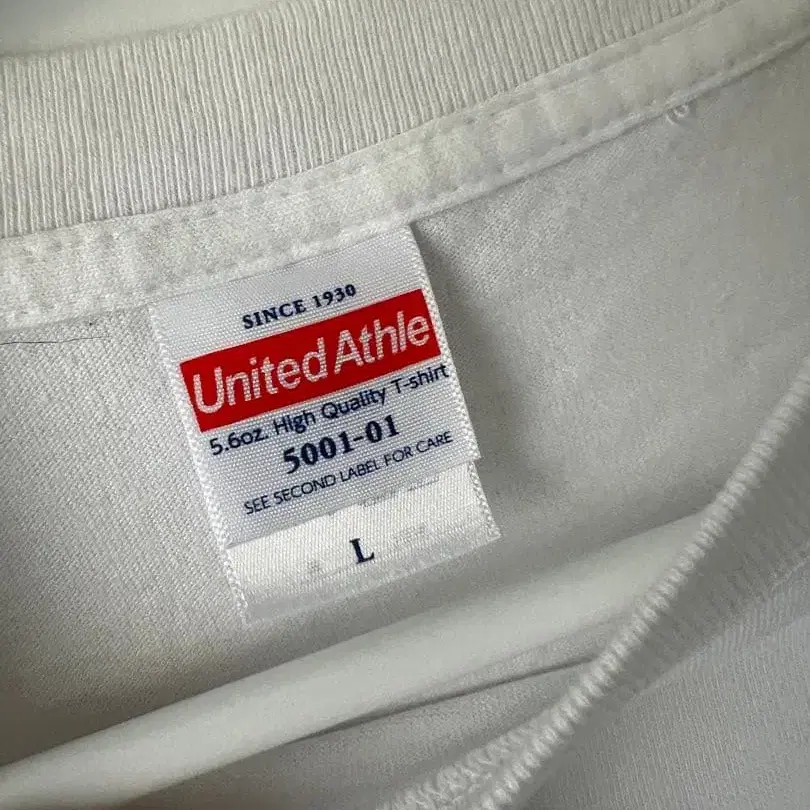 SINCE 1930
United Athle
5.6oz. High Quality T-shirt
5001-01
SEE SECOND LABEL FOR CARE
L